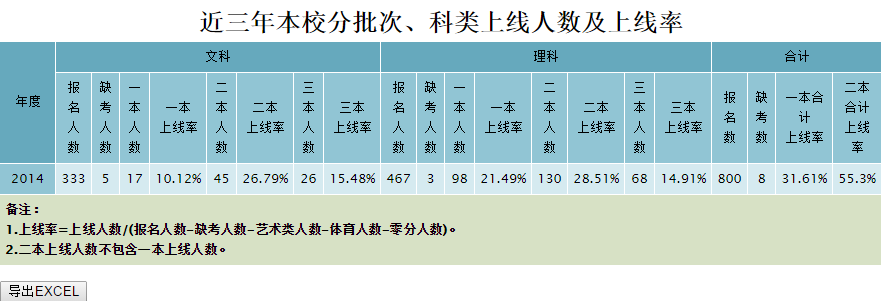 近三年本校分批次、科类上线人数及上线率
年度 文科 理科 合计
报名人数 缺考人数 一本人数 一本上线率 二本人数 二本上线率 三本人数 三本上线率 报名人数 缺考人数 一本人数 一本上线率 二本人数 二本上线率 三本人数 三本上线率 报名数 缺考数 一本合计上线率 二本合计上线率
2014 333 5 17 10.12% 45 26.79% 26 15.48% 467 3 98 21.49% 130 28.51% 68 14.91% 800 8 31.61% 55.3%
备注：
1.上线率=上线人数/(报名人数-缺考人数-艺术类人数-体育人数-零分人数)。
2.二本上线人数不包含一本上线人数。
导出EXCEL